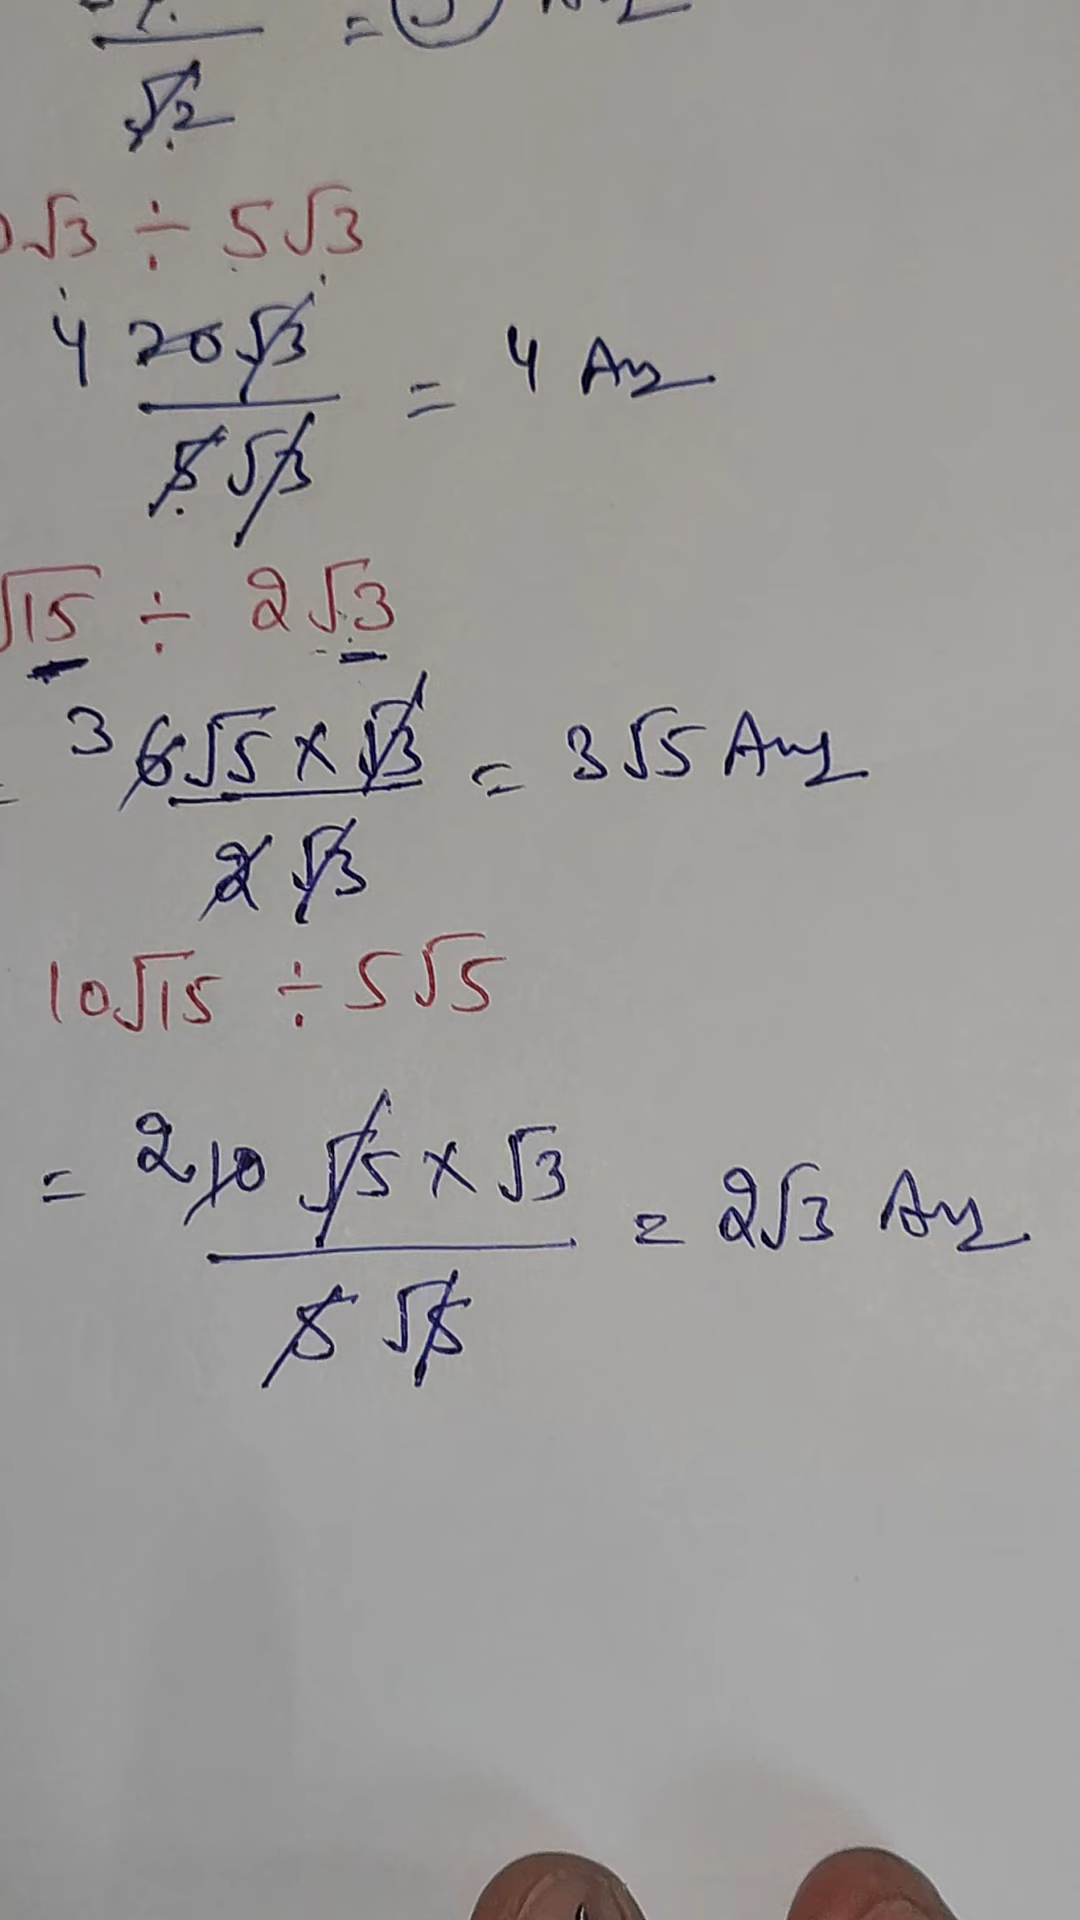 √2
√3 ÷ 5√3
4 20√3
= 4 Ans
5√3
√15 ÷ 2√3
3 6√5 × √3 = 3√5 Ans
2 √3
10√15 ÷ 5√5
= 2 10 √5 × √3 = 2√3 Ans
5 √5